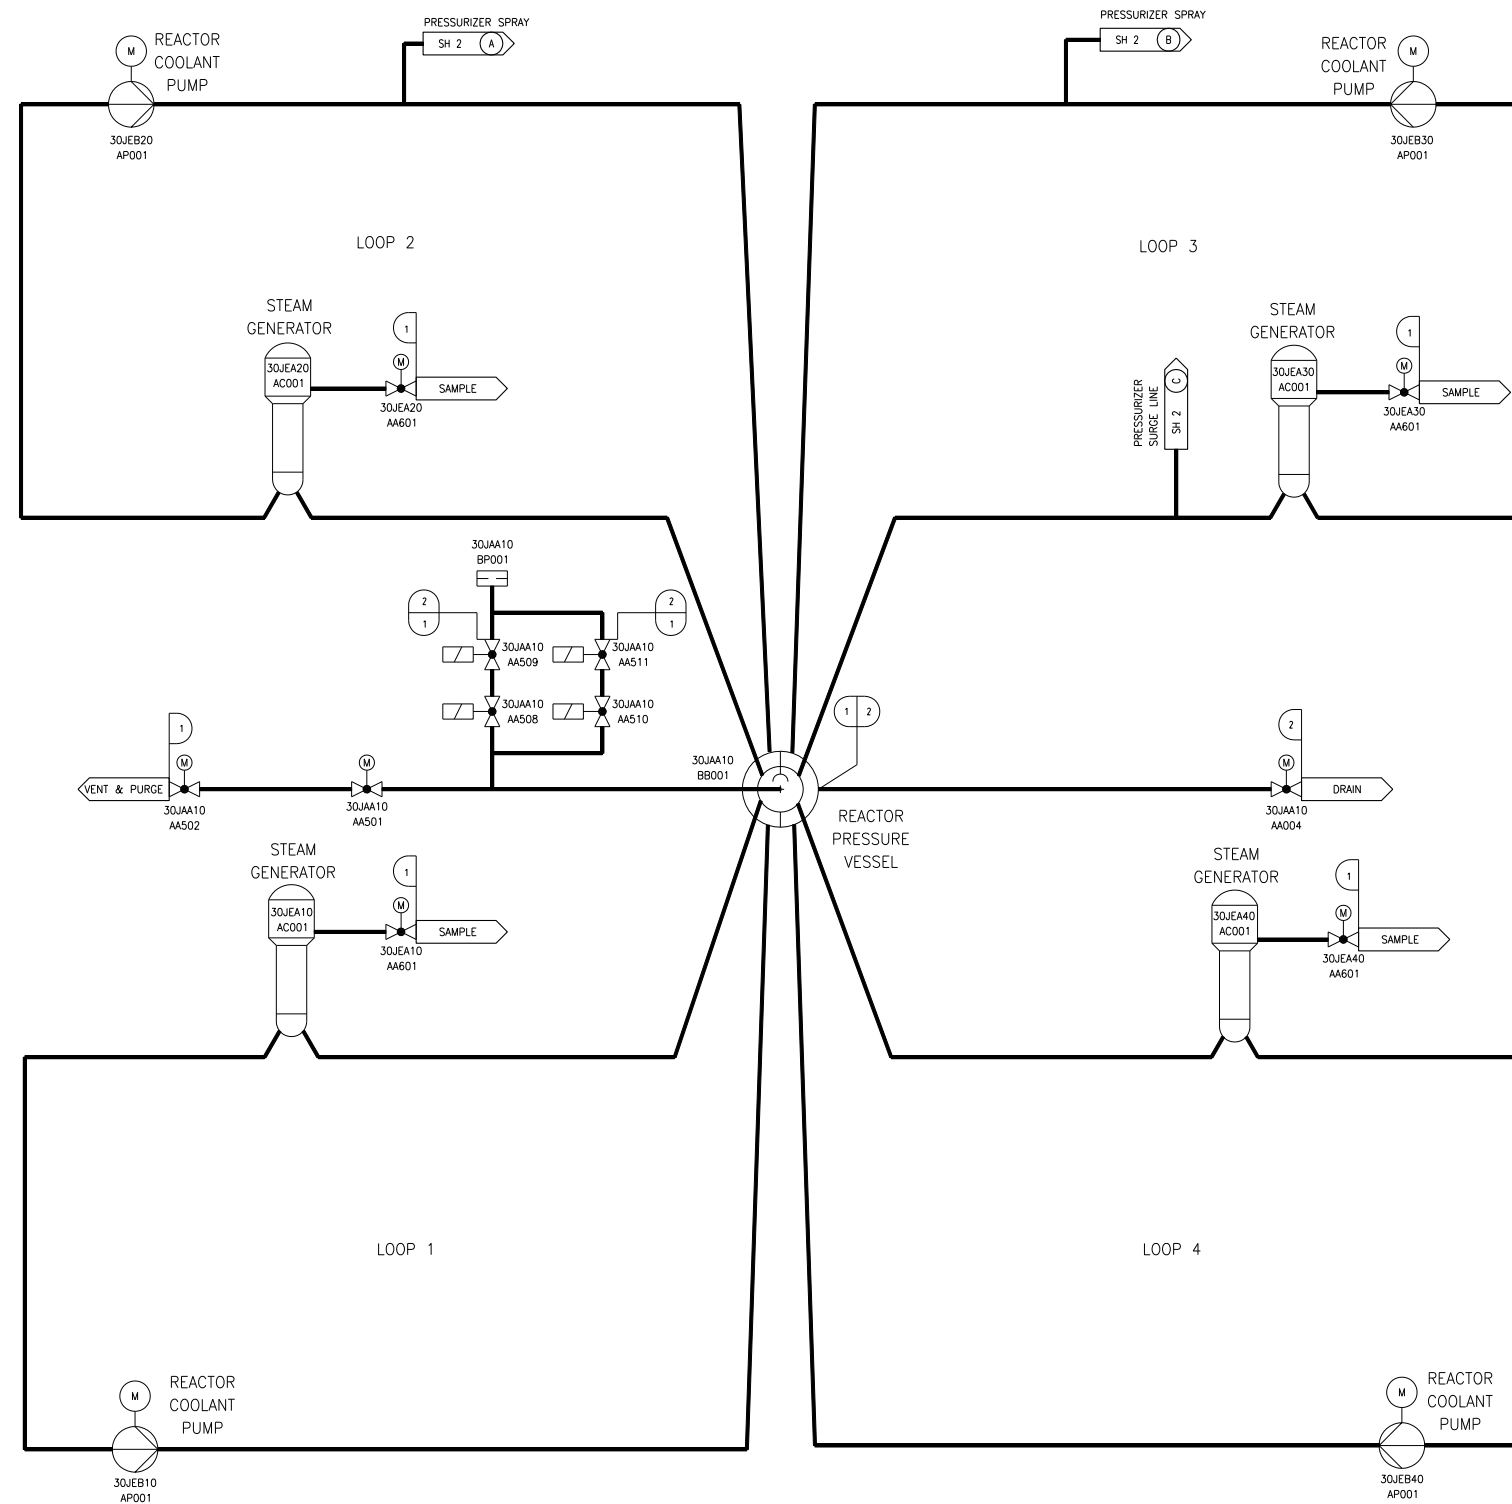 PRESSURIZER SPRAY
SH 2
A
M
REACTOR
COOLANT
PUMP
30JEB20
AP001
PRESSURIZER SPRAY
SH 2
B
REACTOR
COOLANT
PUMP
M
30JEB30
AP001
LOOP 2
LOOP 3
STEAM
GENERATOR
1
M
30JEA20
AC001
SAMPLE
30JEA20
AA601
PRESSURIZER
SURGE LINE
SH 2
C
STEAM
GENERATOR
1
M
30JEA30
AC001
SAMPLE
30JEA30
AA601
30JAA10
BP001
2
1
2
1
30JAA10
AA509
30JAA10
AA511
30JAA10
AA508
30JAA10
AA510
1
M
VENT & PURGE
30JAA10
AA502
M
30JAA10
AA501
30JAA10
BB001
1
2
REACTOR
PRESSURE
VESSEL
2
M
DRAIN
30JAA10
AA004
STEAM
GENERATOR
1
M
30JEA10
AC001
SAMPLE
30JEA10
AA601
STEAM
GENERATOR
1
M
30JEA40
AC001
SAMPLE
30JEA40
AA601
LOOP 1
LOOP 4
M
REACTOR
COOLANT
PUMP
30JEB10
AP001
M
REACTOR
COOLANT
PUMP
30JEB40
AP001